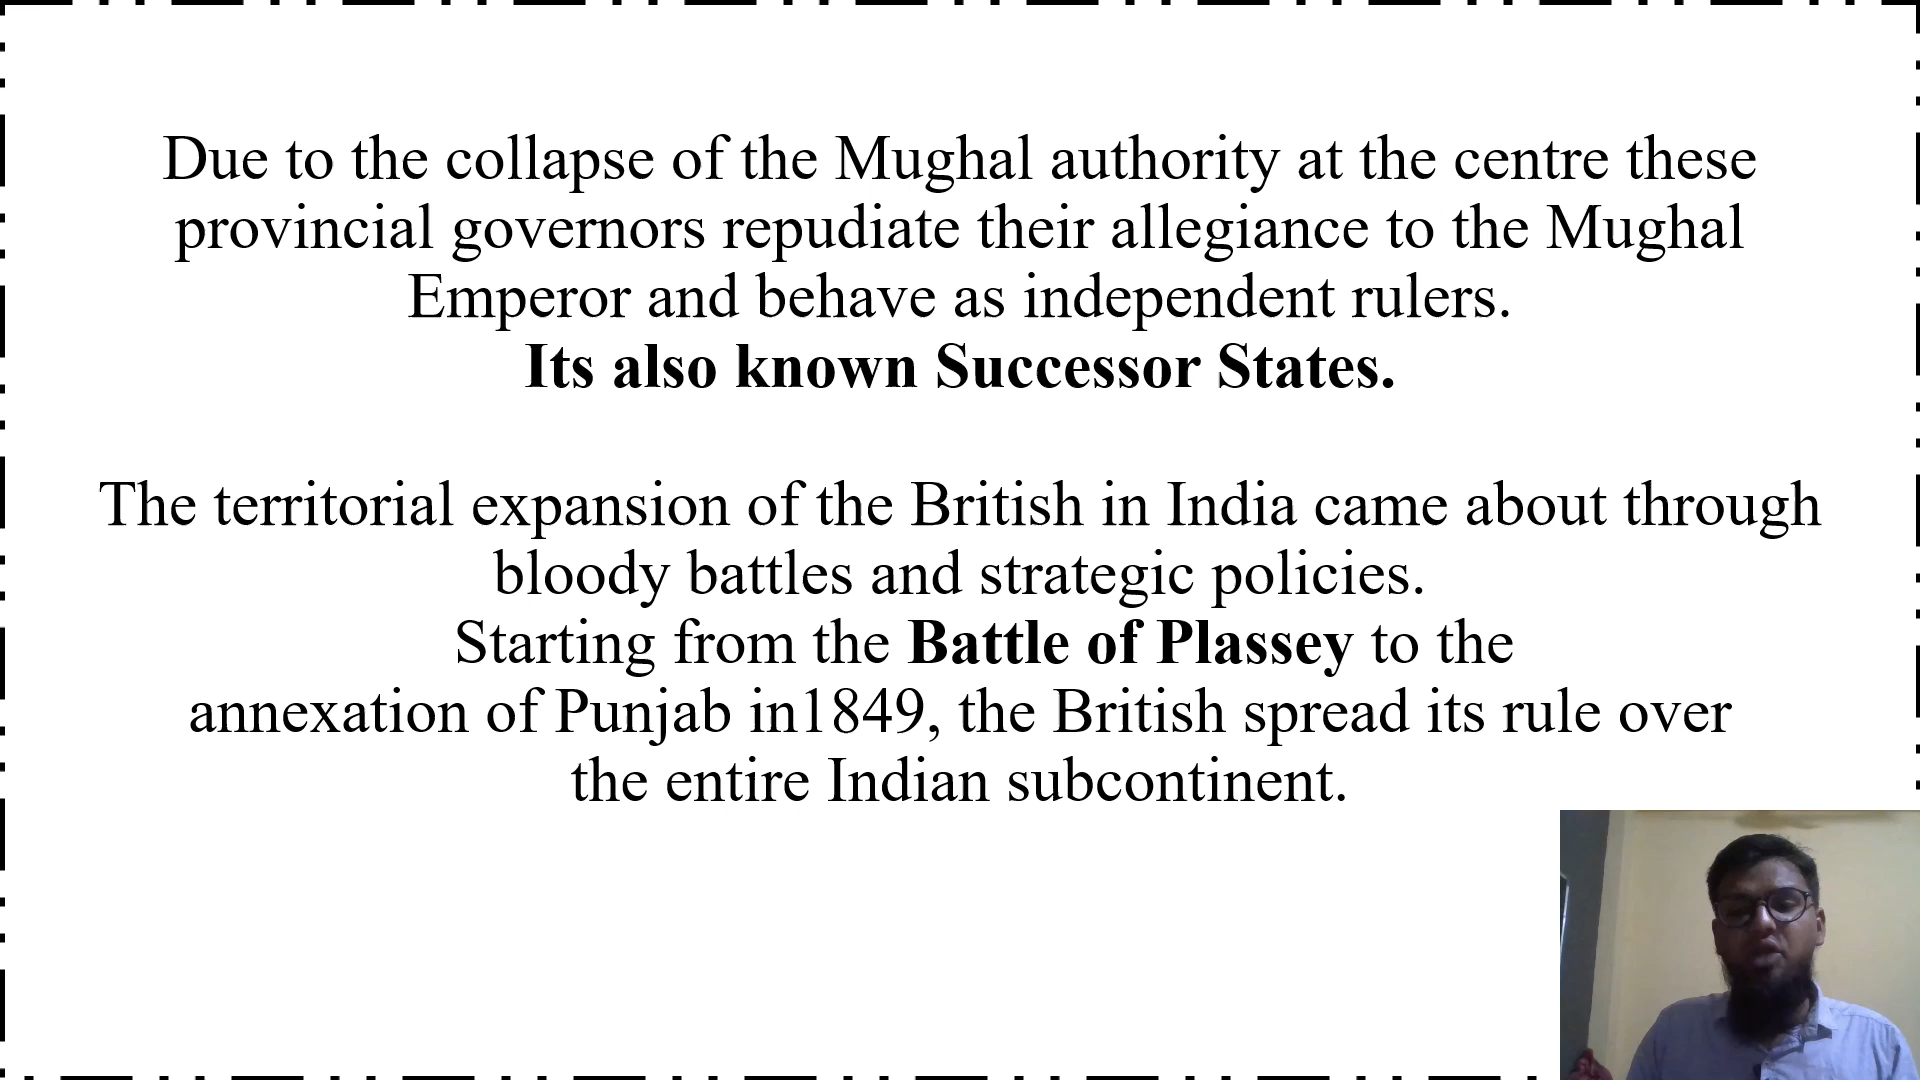 Due to the collapse of the Mughal authority at the centre these
provincial governors repudiate their allegiance to the Mughal
Emperor and behave as independent rulers.
Its also known Successor States.
The territorial expansion of the British in India came about through
bloody battles and strategic policies.
Starting from the Battle of Plassey to the
annexation of Punjab in1849, the British spread its rule over
the entire Indian subcontinent.